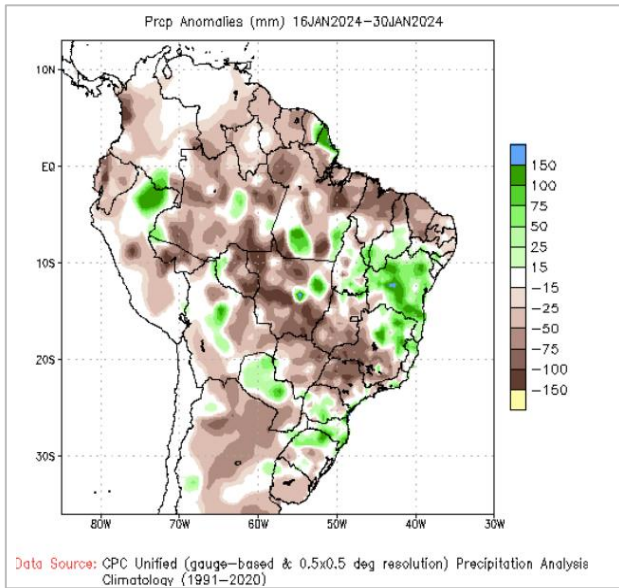 Prcp Anomalies (mm) 16JAN2024−30JAN2024
10N
EQ
10S
20S
30S
80W 70W 60W 50W 40W 30W
150
100
75
50
25
15
−15
−25
−50
−75
−100
−150
Data Source: CPC Unified (gauge-based & 0.5x0.5 deg resolution) Precipitation Analysis
Climatology (1991−2020)